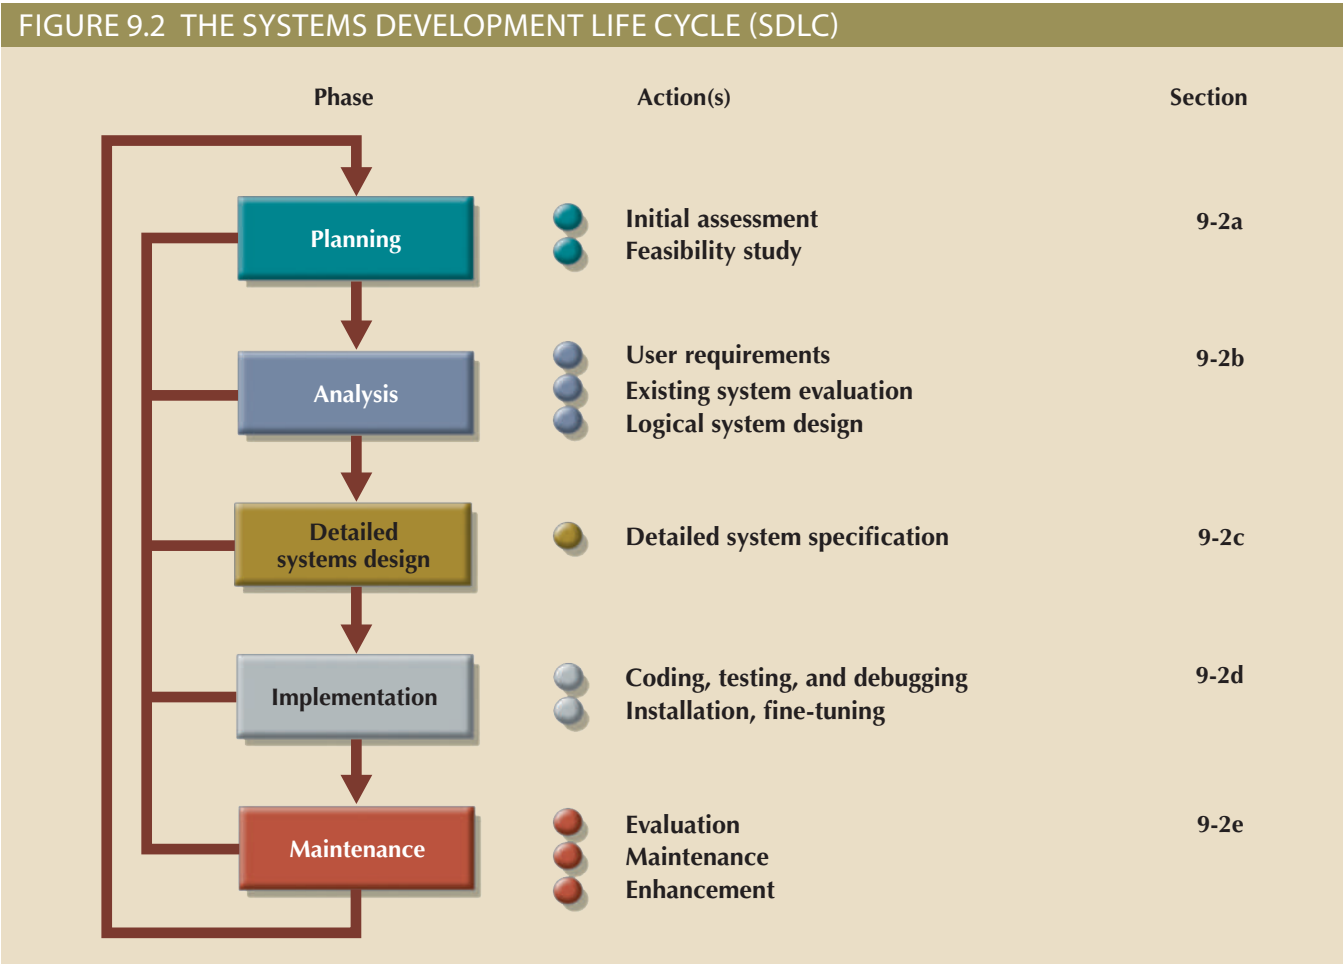 FIGURE 9.2 THE SYSTEMS DEVELOPMENT LIFE CYCLE (SDLC)
Phase
Action(s)
Section
Planning
Initial assessment
Feasibility study
9-2a
Analysis
User requirements
Existing system evaluation
Logical system design
9-2b
Detailed
systems design
Detailed system specification
9-2c
Implementation
Coding, testing, and debugging
Installation, fine-tuning
9-2d
Maintenance
Evaluation
Maintenance
Enhancement
9-2e